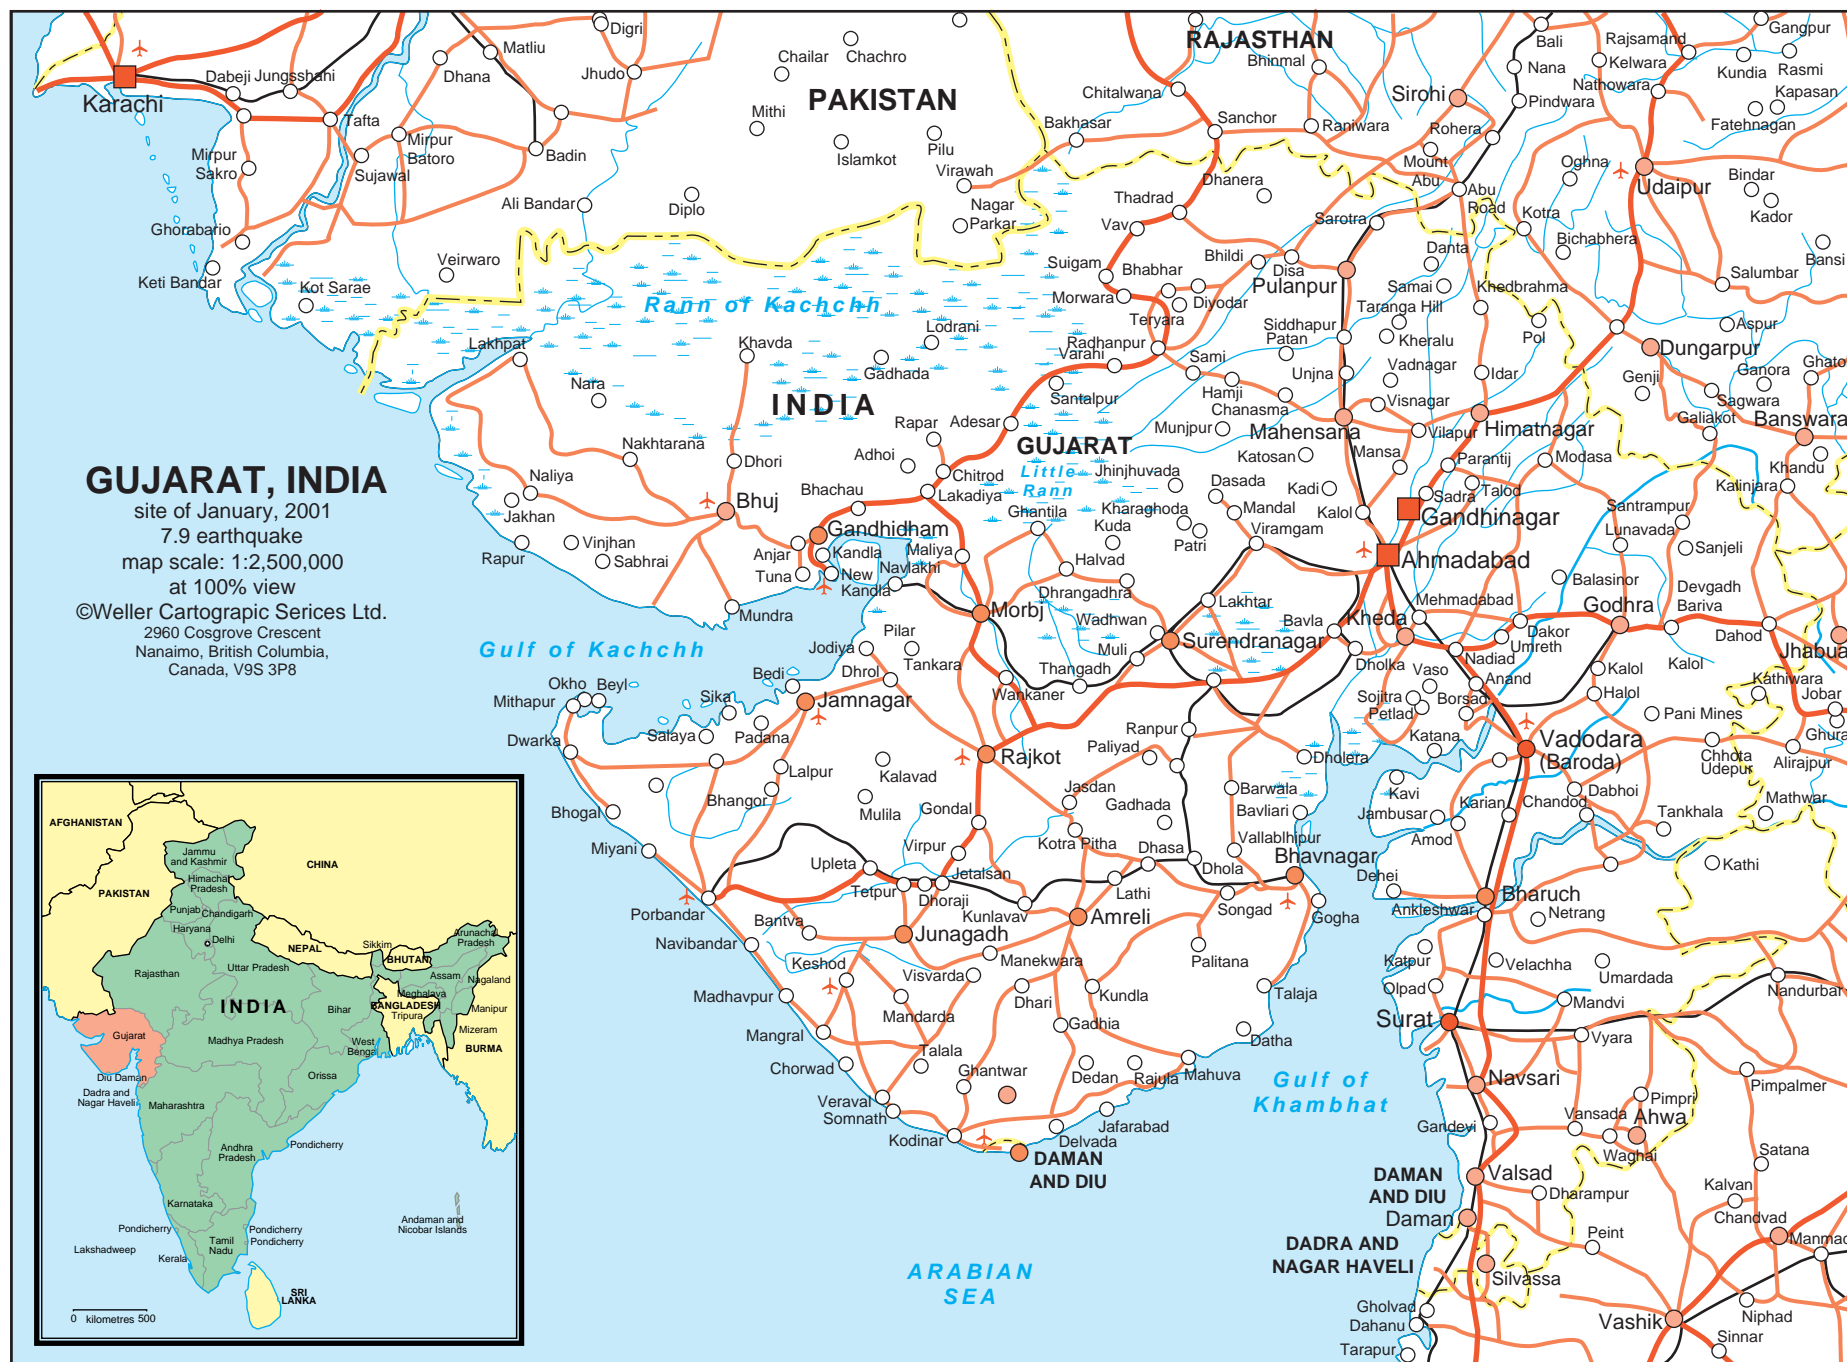 GUJARAT, INDIA
site of January, 2001
7.9 earthquake
map scale: 1:2,500,000
at 100% view
©Weller Cartograpic Serices Ltd.
2960 Cosgrove Crescent
Nanaimo, British Columbia,
Canada, V9S 3P8
PAKISTAN
RAJASTHAN
INDIA
GUJARAT
Rann of Kachchh
Little
Rann
Gulf of Kachchh
Gulf of
Khambhat
ARABIAN
SEA
DAMAN
AND DIU
DAMAN
AND DIU
DADRA AND
NAGAR HAVELI
Karachi
Dabeji
Jungsshahi
Dhana
Matliu
Digri
Jhudo
Chailar
Chachro
Mithi
Islamkot
Pilu
Virawah
Nagar
Parkar
Diplo
Tafta
Mirpur
Batoro
Sujawal
Badin
Mirpur
Sakro
Ghorabario
Keti Bandar
Ali Bandar
Veirwaro
Kot Sarae
Bakhasar
Chitalwana
Sanchor
Bhinmal
Raniwara
Sirohi
Rohera
Mount
Abu
Abu
Road
Bali
Nana
Pindwara
Rajsamand
Kelwara
Nathowara
Gangpur
Kundia
Rasmi
Kapasan
Fatehnagan
Oghna
Udaipur
Bindar
Kador
Bansi
Salumbar
Kotra
Bichabhera
Thadrad
Dhanera
Vav
Sarotra
Danta
Suigam
Bhabhar
Bhildi
Disa
Pulanpur
Samai
Khedbrahma
Morwara
Diyodar
Teryara
Taranga Hill
Siddhapur
Patan
Kheralu
Pol
Aspur
Dungarpur
Ghatol
Radhanpur
Varahi
Sami
Unjna
Vadnagar
Idar
Genji
Ganora
Sagwara
Santalpur
Hamji
Chanasma
Visnagar
Galiakot
Banswara
Munjpur
Mahensana
Vilapur
Himatnagar
Lakhpat
Khavda
Lodrani
Gadhada
Nara
Rapar
Adesar
Adhoi
Chitrod
Lakadiya
Nakhtarana
Dhori
Naliya
Jakhan
Bhuj
Bhachau
Gandhidham
Vinjhan
Sabhrai
Rapur
Anjar
Kandla
Tuna
New
Kandla
Mundra
Maliya
Navlakhi
Ghantila
Jhinjhuvada
Dasada
Katosan
Mansa
Parantij
Modasa
Khandu
Kharaghoda
Kuda
Mandal
Kadi
Sadra
Talod
Kalinjara
Patri
Viramgam
Kalol
Gandhinagar
Santrampur
Lunavada
Halvad
Ahmadabad
Sanjeli
Dhrangadhra
Balasinor
Devgadh
Bariva
Morbj
Lakhtar
Mehmadabad
Godhra
Wadhwan
Bavla
Kheda
Dakor
Umreth
Dahod
Jhabua
Surendranagar
Muli
Dholka
Nadiad
Kalol
Kalol
Pilar
Jodiya
Tankara
Thangadh
Vaso
Anand
Halol
Kathiwara
Jobar
Dhrol
Wankaner
Sojitra
Petlad
Borsad
Pani Mines
Okho
Beyl
Bedi
Mithapur
Sika
Jamnagar
Ranpur
Katana
Ghura
Dwarka
Salaya
Padana
Rajkot
Paliyad
Dholera
Vadodara
(Baroda)
Chhota
Udepur
Alirajpur
Lalpur
Kalavad
Jasdan
Barwala
Kavi
Karian
Chandod
Dabhoi
Mathwar
Bhangor
Mulila
Gadhada
Bavliari
Jambusar
Tankhala
Bhogal
Gondal
Kotra Pitha
Vallablhipur
Amod
Miyani
Virpur
Dhasa
Bhavnagar
Kathi
Upleta
Jetalsan
Dhola
Dehei
Tetpur
Dhoraji
Lathi
Songad
Gogha
Bharuch
Porbandar
Bantva
Kunlavav
Amreli
Ankleshwar
Netrang
Navibandar
Junagadh
Manekwara
Palitana
Katpur
Velachha
Umardada
Keshod
Visvarda
Dhari
Kundla
Talaja
Olpad
Mandvi
Nandurbar
Madhavpur
Mandarda
Gadhia
Surat
Vyara
Mangral
Talala
Datha
Chorwad
Ghantwar
Dedan
Rajula
Mahuva
Navsari
Pimpalmer
Veraval
Somnath
Jafarabad
Gandevi
Vansada
Pimpri
Ahwa
Kodinar
Delvada
Waghai
Satana
Valsad
Dharampur
Kalvan
Daman
Peint
Chandvad
Manmad
Silvassa
Gholvad
Dahanu
Niphad
Vashik
Sinnar
Tarapur
AFGHANISTAN
CHINA
Jammu
and Kashmir
Himachal
Pradesh
PAKISTAN
Punjab
Chandigarh
Haryana
Delhi
NEPAL
Sikkim
BHUTAN
Arunachal
Pradesh
Rajasthan
Uttar Pradesh
Assam
Nagaland
Meghalaya
INDIA
Bihar
BANGLADESH
Tripura
Manipur
Mizeram
BURMA
Gujarat
Madhya Pradesh
West
Bengal
Diu
Daman
Orissa
Dadra and
Nagar Haveli
Maharashtra
Andhra
Pradesh
Pondicherry
Karnataka
Pondicherry
Pondicherry
Pondicherry
Andaman and
Nicobar Islands
Lakshadweep
Kerala
Tamil
Nadu
SRI
LANKA
0 kilometres 500